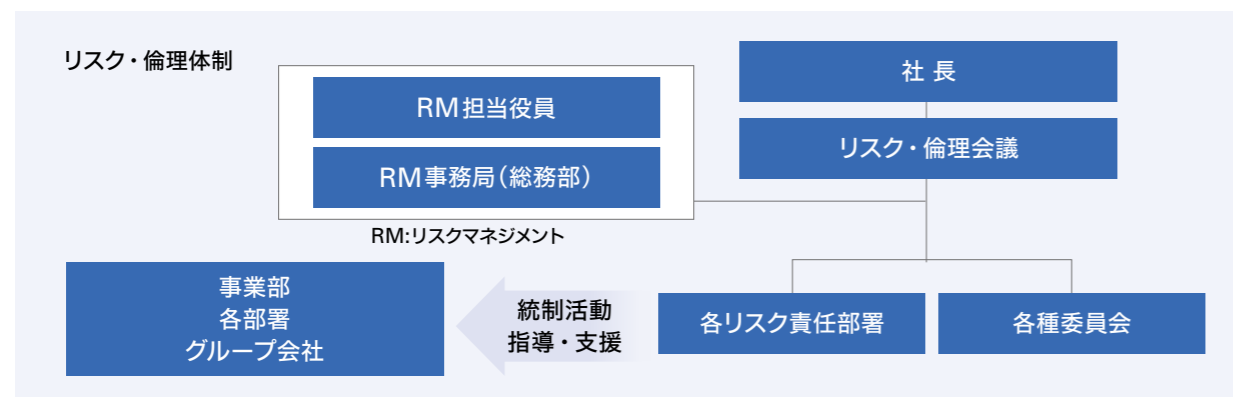 リスク・倫理体制
社 長
RM担当役員
リスク・倫理会議
RM事務局(総務部)
RM:リスクマネジメント
事業部
各部署
グループ会社
統制活動
指導・支援
各リスク責任部署
各種委員会